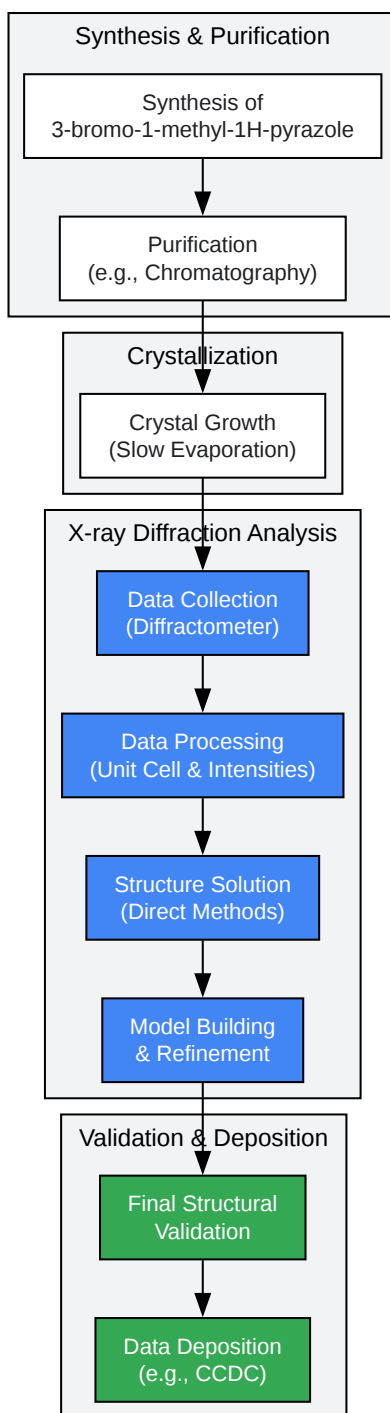 Synthesis & Purification
Synthesis of
3-bromo-1-methyl-1H-pyrazole
Purification
(e.g., Chromatography)
Crystallization
Crystal Growth
(Slow Evaporation)
X-ray Diffraction Analysis
Data Collection
(Diffractometer)
Data Processing
(Unit Cell & Intensities)
Structure Solution
(Direct Methods)
Model Building
& Refinement
Validation & Deposition
Final Structural
Validation
Data Deposition
(e.g., CCDC)